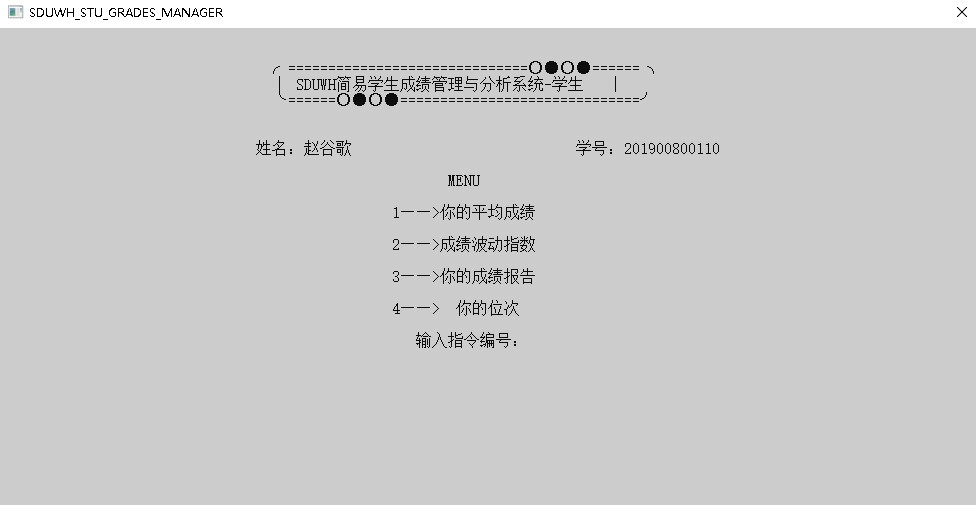 SDUWH_STU_GRADES_MANAGER
╭ ==============================○●○●====== ╮
│ SDUWH简易学生成绩管理与分析系统-学生 │
╰======○●○●==============================╯
姓名：赵谷歌 学号：201900800110
MENU
1——>你的平均成绩
2——>成绩波动指数
3——>你的成绩报告
4——> 你的位次
输入指令编号：